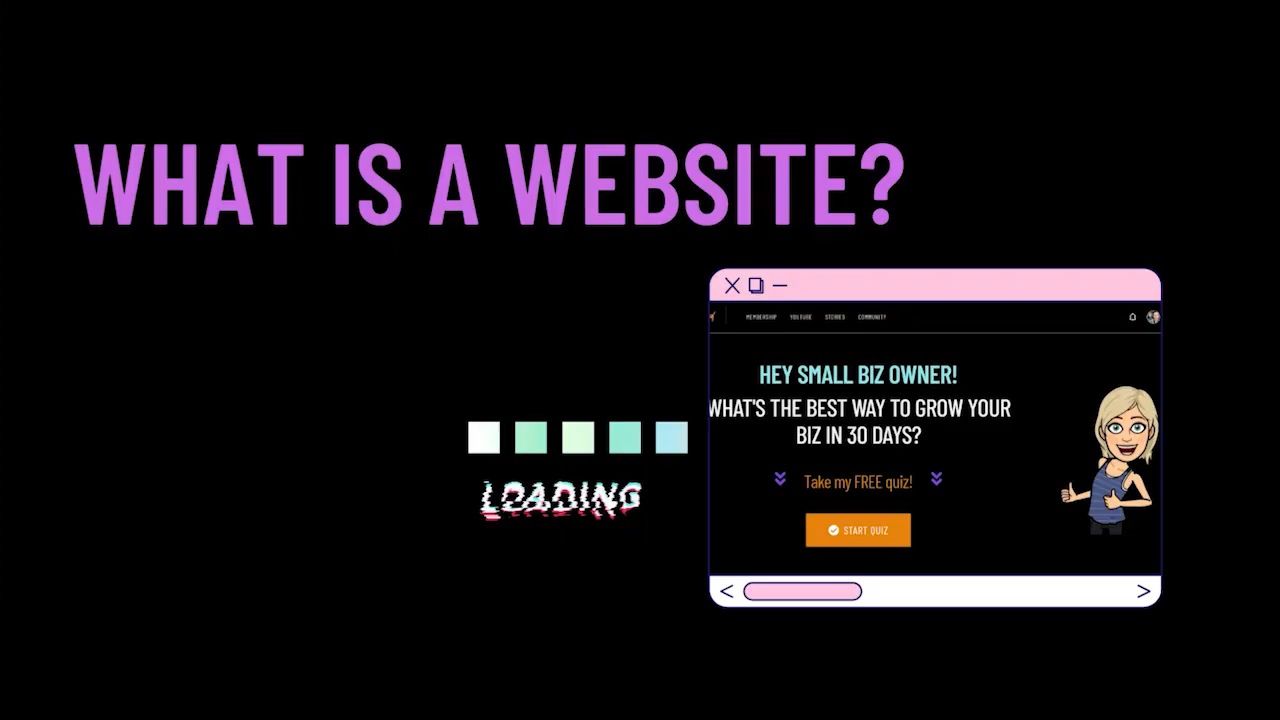 WHAT IS A WEBSITE?
MEMBERSHIP YOUTUBE STORIES COMMUNITY
HEY SMALL BIZ OWNER!
WHAT'S THE BEST WAY TO GROW YOUR
BIZ IN 30 DAYS?
Take my FREE quiz!
START QUIZ
LOADING